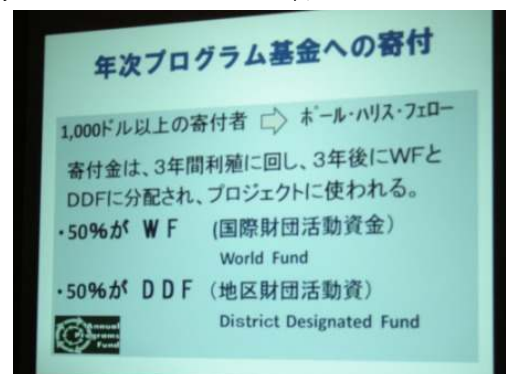 年次プログラム基金への寄付
1,000ドル以上の寄付者 ⇨ ポール・ハリス・フェロー
寄付金は、3年間利殖に回し、3年後にWFと
DDFに分配され、プロジェクトに使われる。
・50%が WF (国際財団活動資金)
World Fund
・50%が DDF (地区財団活動資)
District Designated Fund
Annual
Programs
Fund